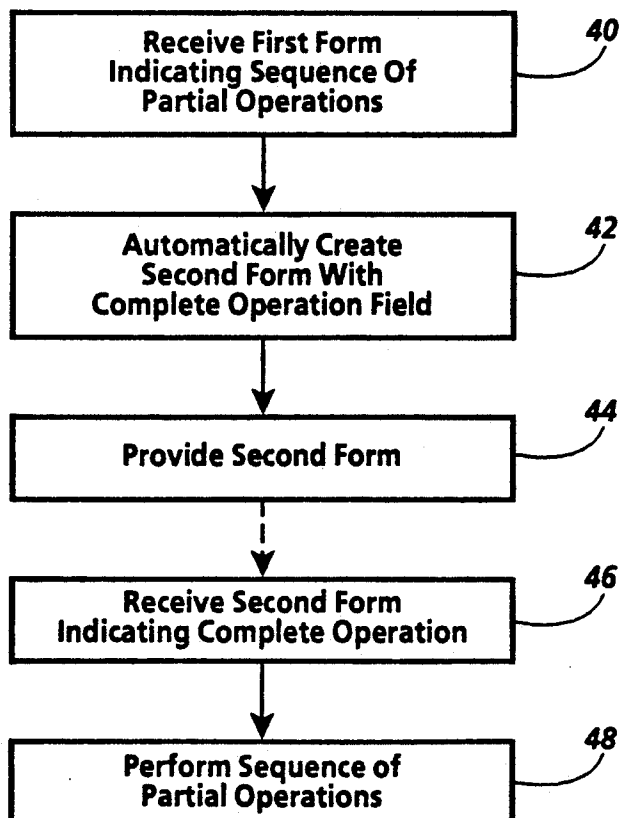 Receive First Form
Indicating Sequence Of
Partial Operations
40
Automatically Create
Second Form With
Complete Operation Field
42
Provide Second Form
44
Receive Second Form
Indicating Complete Operation
46
Perform Sequence of
Partial Operations
48